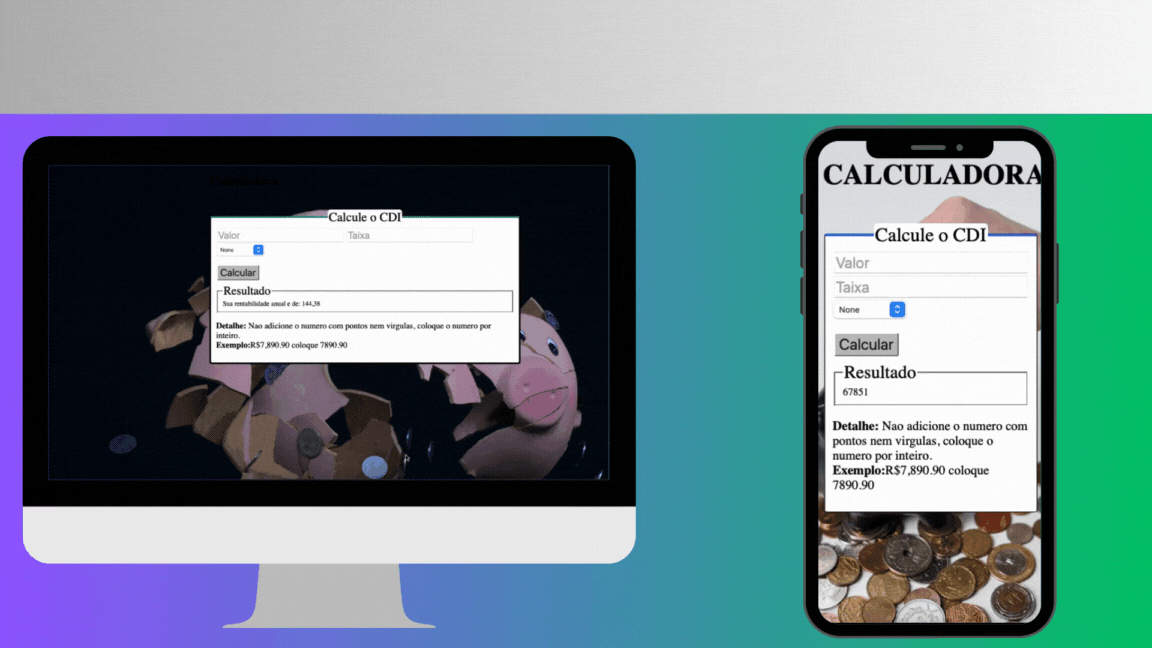 Calcule o CDI
Valor
Taixa
None
Calcular
Resultado
Sua rentabilidade anual e de: 144,38
Detalhe: Nao adicione o numero com pontos nem virgulas, coloque o numero por
inteiro.
Exemplo:R$7,890.90 coloque 7890.90
CALCULADORA
Calcule o CDI
Valor
Taixa
None
Calcular
Resultado
67851
Detalhe: Nao adicione o numero com
pontos nem virgulas, coloque o
numero por inteiro.
Exemplo:R$7,890.90 coloque
7890.90